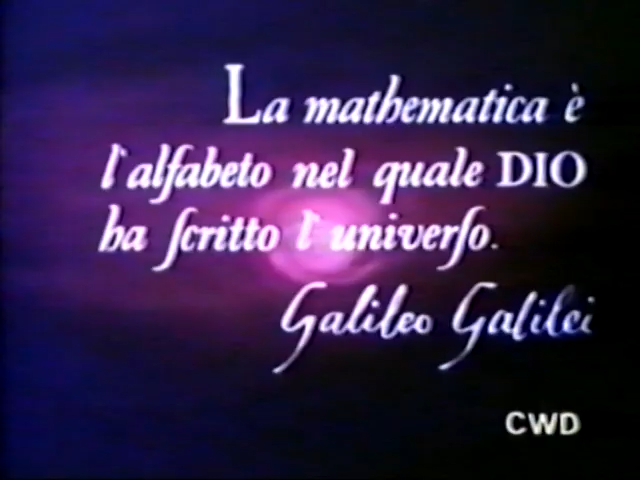 La mathematica è
l'alfabeto nel quale DIO
ha ſcritto l'univerſo.
Galileo Galilei
CWD